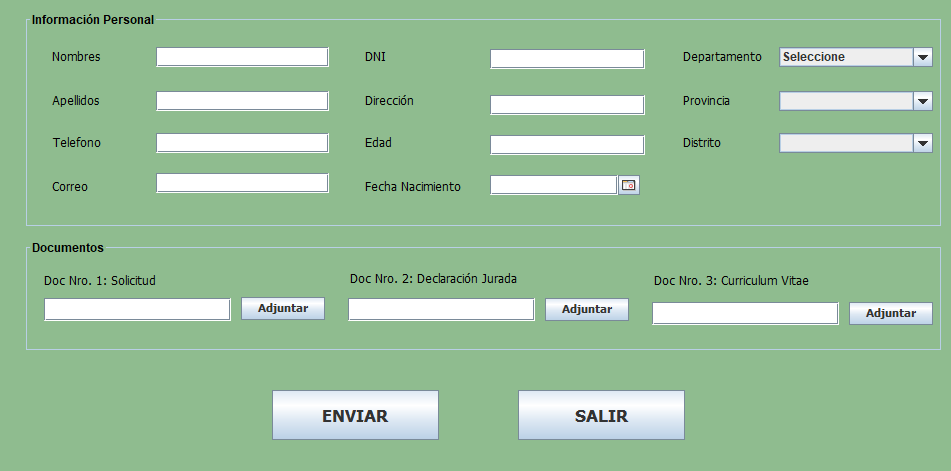 Información Personal
Nombres DNI Departamento Seleccione
Apellidos Dirección Provincia
Telefono Edad Distrito
Correo Fecha Nacimiento
Documentos
Doc Nro. 1: Solicitud Doc Nro. 2: Declaración Jurada Doc Nro. 3: Curriculum Vitae
Adjuntar Adjuntar Adjuntar
ENVIAR SALIR